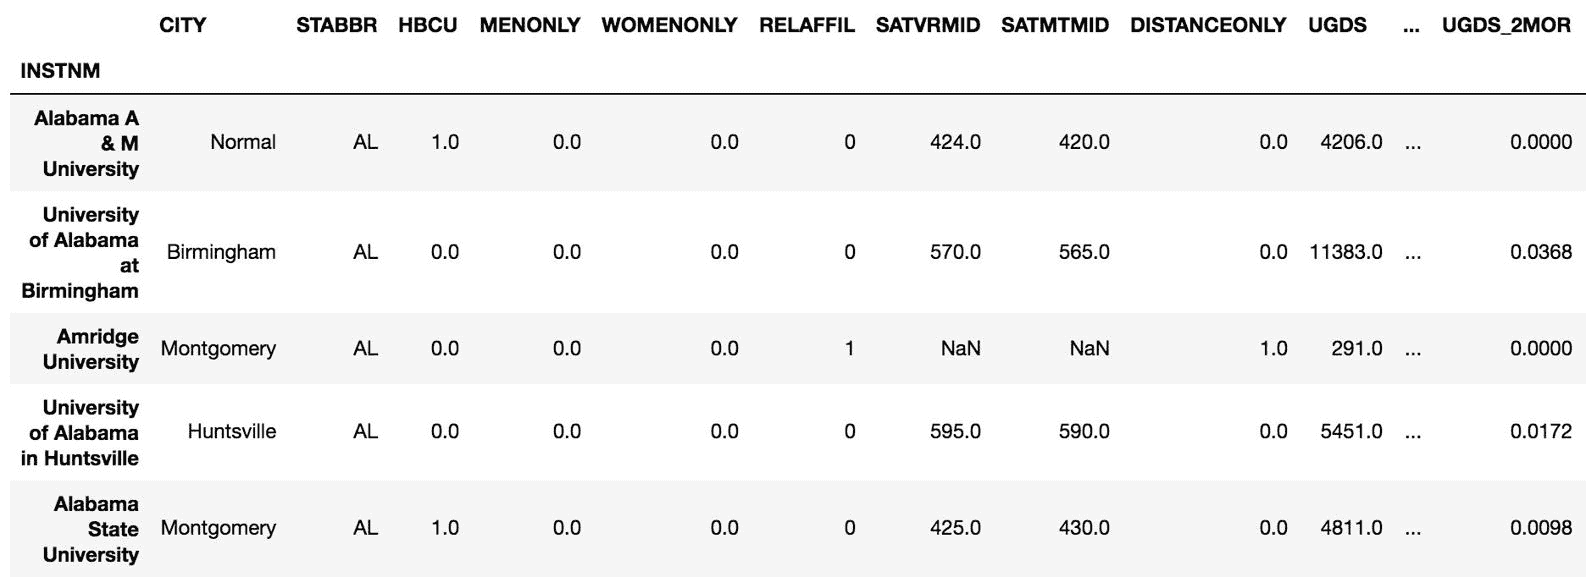 CITY STABBR HBCU MENONLY WOMENONLY RELAFFIL SATVRMID SATMTMID DISTANCEONLY UGDS ... UGDS_2MOR
INSTNM
Alabama A
& M
University
Normal AL 1.0 0.0 0.0 0 424.0 420.0 0.0 4206.0 ... 0.0000
University
of Alabama
at
Birmingham
Birmingham AL 0.0 0.0 0.0 0 570.0 565.0 0.0 11383.0 ... 0.0368
Amridge
University
Montgomery AL 0.0 0.0 0.0 1 NaN NaN 1.0 291.0 ... 0.0000
University
of Alabama
in Huntsville
Huntsville AL 0.0 0.0 0.0 0 595.0 590.0 0.0 5451.0 ... 0.0172
Alabama
State
University
Montgomery AL 1.0 0.0 0.0 0 425.0 430.0 0.0 4811.0 ... 0.0098